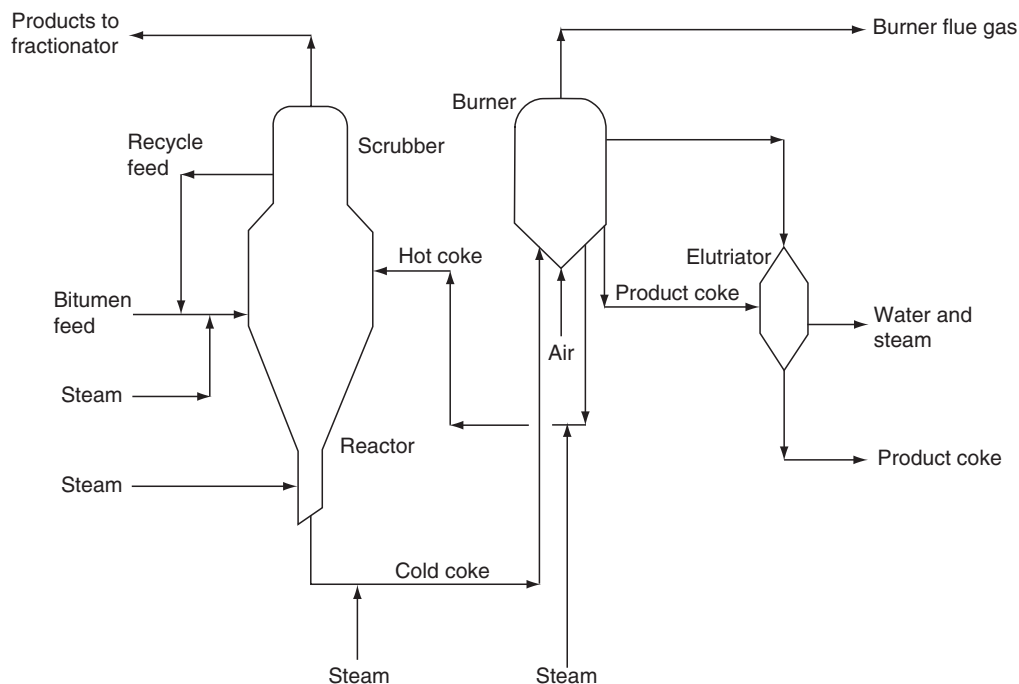 Products to
fractionator
Burner flue gas
Burner
Recycle
feed
Scrubber
Hot coke
Elutriator
Bitumen
feed
Product coke
Water and
steam
Air
Steam
Reactor
Product coke
Steam
Cold coke
Steam
Steam